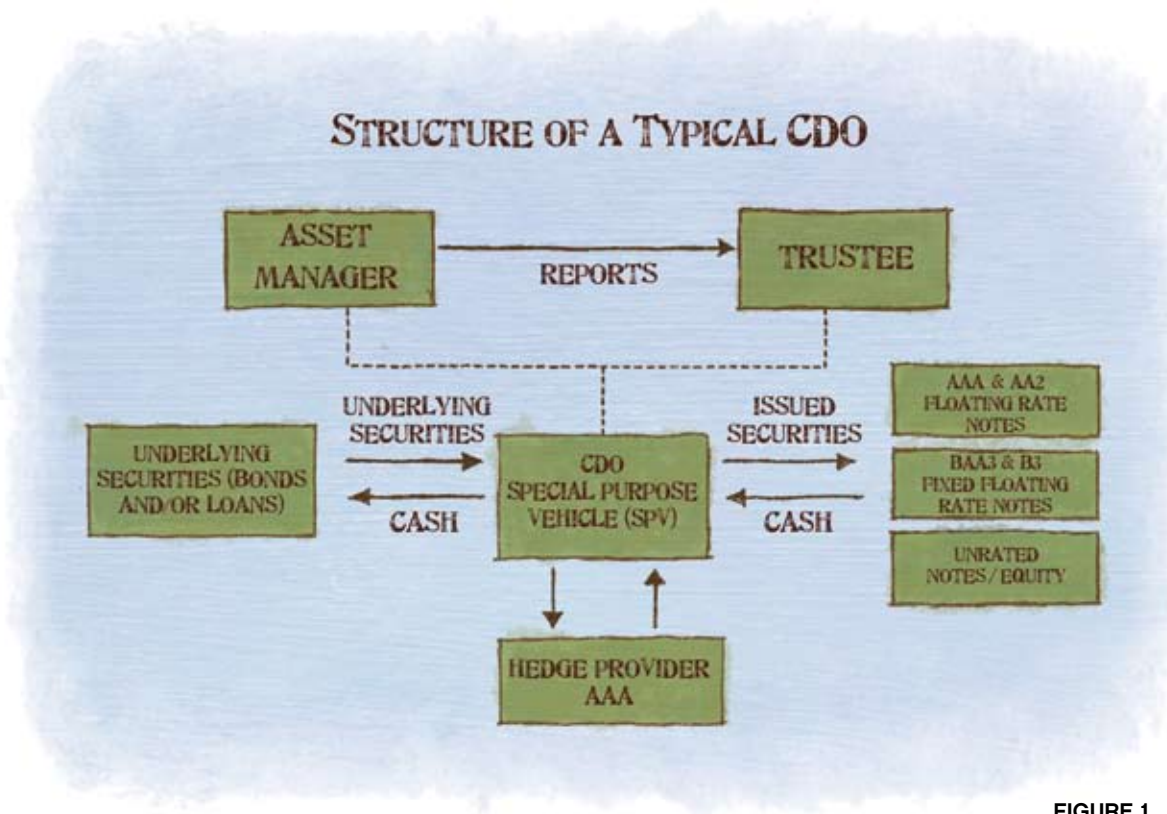 STRUCTURE OF A TYPICAL CDO
ASSET
MANAGER
REPORTS
TRUSTEE
UNDERLYING
SECURITIES (BONDS
AND/OR LOANS)
UNDERLYING
SECURITIES
CASH
CDO
SPECIAL PURPOSE
VEHICLE (SPV)
ISSUED
SECURITIES
CASH
AAA & AA2
FLOATING RATE
NOTES
BAA3 & B3
FIXED FLOATING
RATE NOTES
UNRATED
NOTES/EQUITY
HEDGE PROVIDER
AAA
FIGURE 1